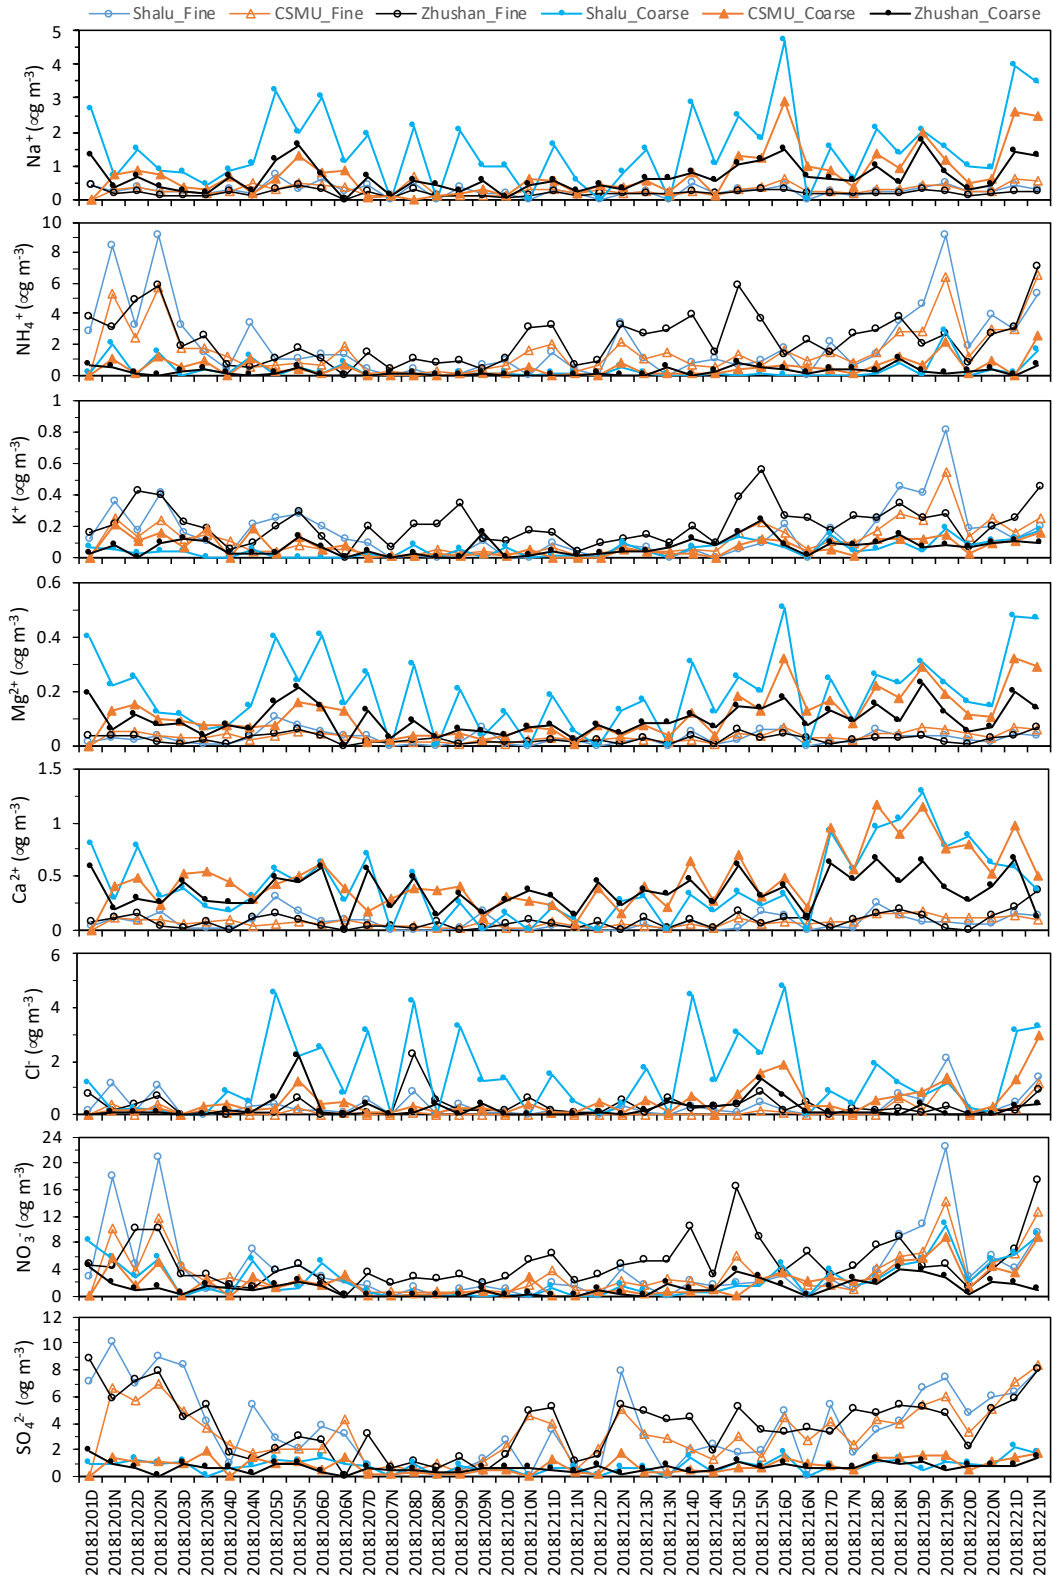 Shalu_Fine CSMU_Fine Zhushan_Fine Shalu_Coarse CSMU_Coarse Zhushan_Coarse
Na⁺ (∝g m⁻³)
5
4
3
2
1
0
NH₄⁺ (∝g m⁻³)
10
8
6
4
2
0
K⁺ (∝g m⁻³)
1
0.8
0.6
0.4
0.2
0
Mg²⁺ (∝g m⁻³)
0.6
0.4
0.2
0
Ca²⁺ (∝g m⁻³)
1.5
1
0.5
0
Cl⁻ (∝g m⁻³)
6
4
2
0
NO₃⁻ (∝g m⁻³)
24
20
16
12
8
4
0
SO₄²⁻ (∝g m⁻³)
12
10
8
6
4
2
0
20181201D
20181201N
20181202D
20181202N
20181203D
20181203N
20181204D
20181204N
20181205D
20181205N
20181206D
20181206N
20181207D
20181207N
20181208D
20181208N
20181209D
20181209N
20181210D
20181210N
20181211D
20181211N
20181212D
20181212N
20181213D
20181213N
20181214D
20181214N
20181215D
20181215N
20181216D
20181216N
20181217D
20181217N
20181218D
20181218N
20181219D
20181219N
20181220D
20181220N
20181221D
20181221N